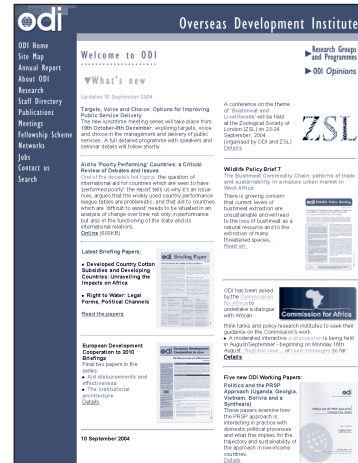 odi
Overseas Development Institute
ODI Home
Site Map
Annual Report
About ODI
Research
Staff Directory
Publications
Meetings
Fellowship Scheme
Networks
Jobs
Contact us
Search
Welcome to ODI
Research Groups
and Programmes
ODI Opinions
What's new
Updated 10 September 2004
Targets, Voice and Choice: Options for Improving
Public Service Delivery
The new lunchtime meeting series will take place from
19th October-8th December, exploring targets, voice
and choice in the management and delivery of public
services. A full detailed programme with speakers and
seminar details will follow shortly.
Aid to 'Poorly Performing' Countries: a Critical
Review of Debates and Issues
One of the decade's hot topics: the question of
international aid for countries which are seen to have
'performed poorly'; the report tells us why it's an issue
now; argues that the widely used country performance
league tables are problematic; and that aid to countries
which are 'difficult to assist' needs to be situated in an
analysis of change over time not only in performance
but also in the functioning of the state and its
international relations.
Online (600KB)
Latest Briefing Papers:
Developed Country Cotton
Subsidies and Developing
Countries: Unravelling the
Impacts on Africa
Right to Water: Legal
Forms, Political Channels
Read the papers
odi Briefing Paper
European Development
Cooperation to 2010
Briefings
Final two papers in the
series
Aid disbursements and
effectiveness
The institutional
architecture
Details
10 September 2004
A conference on the theme
of 'Bushmeat and
Livelihoods' will be held
at the Zoological Society of
London (ZSL) on 23-24
September, 2004.
(organised by ODI and ZSL)
Details
ZSL
Wildlife Policy Brief 7
The Bushmeat Commodity Chain: patterns of trade
and sustainability in a mature urban market in
West Africa
There is growing concern
that current levels of
bushmeat extraction are
unsustainable and will lead
to the loss of bushmeat as a
natural resource and to the
extinction of many
threatened species. ..
Read on
odi Wildlife Policy Briefing
ODI has been asked
by the Commission
for Africa to
undertake a dialogue
with African
Commission for Africa
think tanks and policy research institutes to seek their
guidance on the Commission's work.
A moderated interactive e-discussion is being held
in August/September - beginning on Monday 16th
August. Register now... or read messages so far
Details
Five new ODI Working Papers:
Politics and the PRSP
Approach (Uganda, Georgia,
Vietnam, Bolivia and a
Synthesis)
These papers examine how
the PRSP approach is
interacting in practice with
domestic political processes
and what this implies for the
trajectory and sustainability of
the approach in low-income
countries.
Details